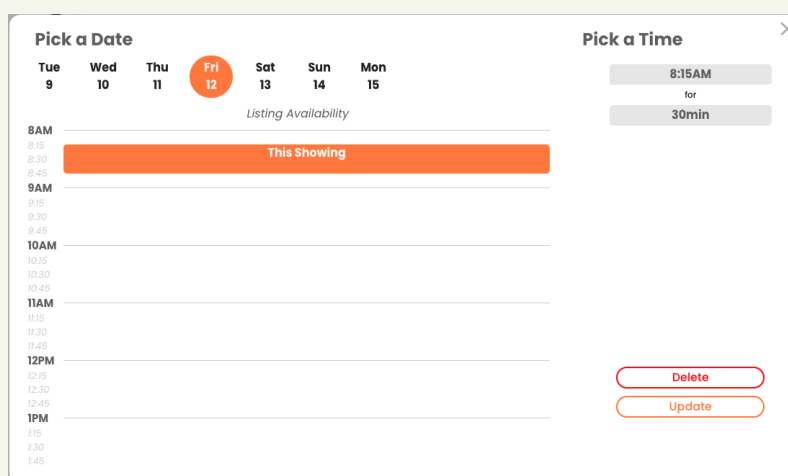 Pick a Date
Tue Wed Thu Fri Sat Sun Mon
9 10 11 12 13 14 15
Listing Availability
8AM
8:15
This Showing
8:30
8:45
9AM
9:15
9:30
9:45
10AM
10:15
10:30
10:45
11AM
11:15
11:30
11:45
12PM
12:15
12:30
12:45
1PM
1:15
1:30
1:45
Pick a Time
8:15AM
for
30min
Delete
Update